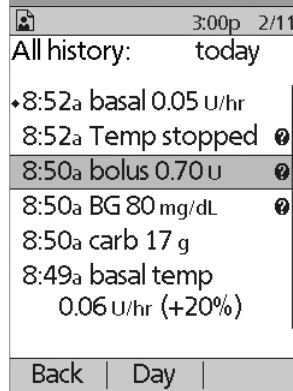 3:00p 2/11
All history: today
8:52a basal 0.05 U/hr
8:52a Temp stopped ?
8:50a bolus 0.70 U ?
8:50a BG 80 mg/dL ?
8:50a carb 17 g
8:49a basal temp
0.06 U/hr (+20%)
Back | Day |